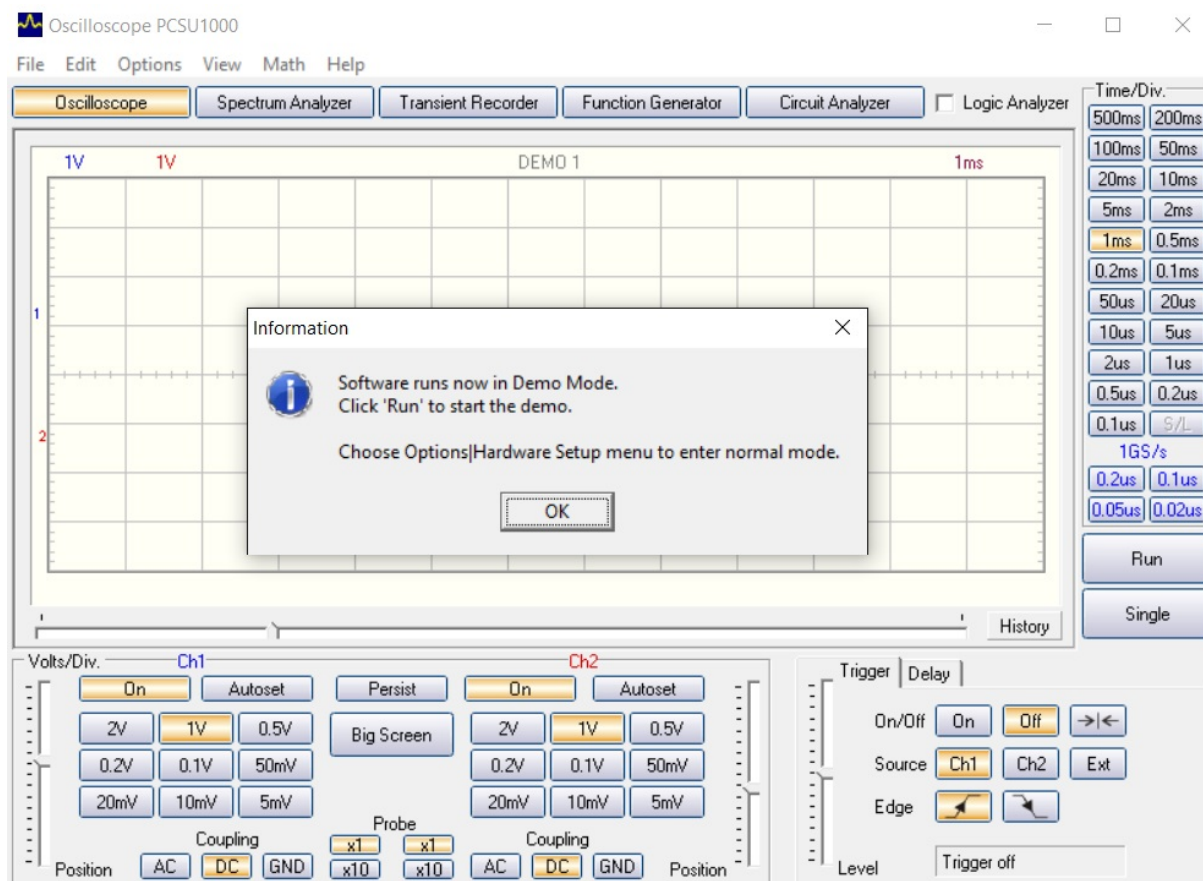 Oscilloscope PCSU1000
File Edit Options View Math Help
Oscilloscope Spectrum Analyzer Transient Recorder Function Generator Circuit Analyzer Logic Analyzer
Time/Div.
500ms 200ms
100ms 50ms
20ms 10ms
5ms 2ms
1ms 0.5ms
0.2ms 0.1ms
50us 20us
10us 5us
2us 1us
0.5us 0.2us
0.1us S/L
1GS/s
0.2us 0.1us
0.05us 0.02us
Run
Single
1V 1V DEMO 1 1ms
1
2
Information
Software runs now in Demo Mode.
Click 'Run' to start the demo.
Choose Options|Hardware Setup menu to enter normal mode.
OK
History
Volts/Div. Ch1 Ch2
On Autoset Persist On Autoset
2V 1V 0.5V Big Screen 2V 1V 0.5V
0.2V 0.1V 50mV 0.2V 0.1V 50mV
20mV 10mV 5mV 20mV 10mV 5mV
Coupling Probe Coupling
x1 x1
Position AC DC GND x10 x10 AC DC GND Position
Trigger Delay
On/Off On Off
Source Ch1 Ch2 Ext
Edge
Level Trigger off